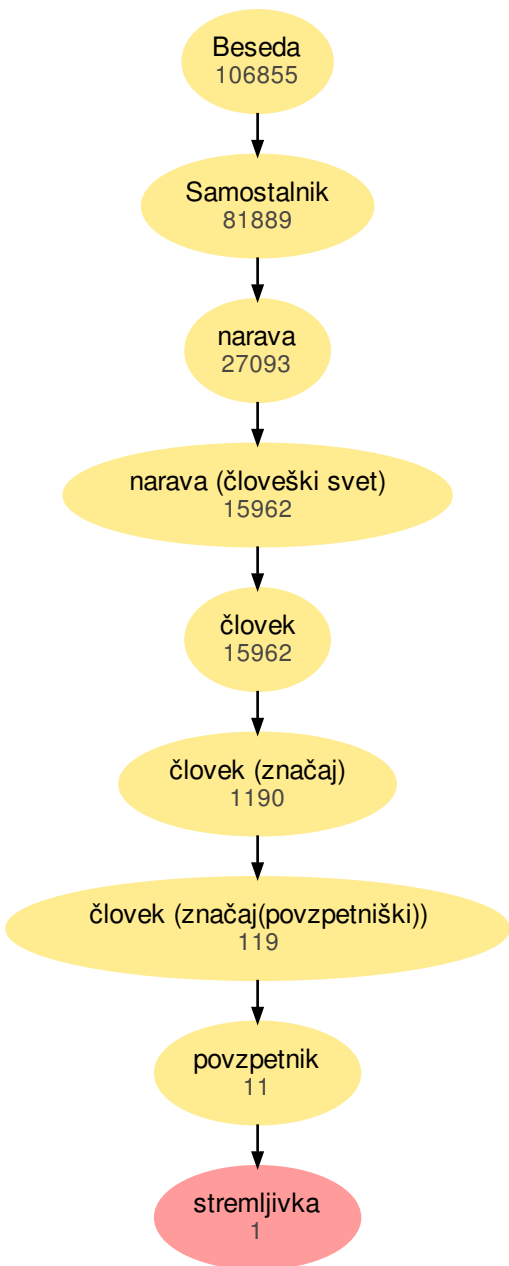 Beseda
106855
Samostalnik
81889
narava
27093
narava (človeški svet)
15962
človek
15962
človek (značaj)
1190
človek (značaj(povzpetniški))
119
povzpetnik
11
stremljivka
1